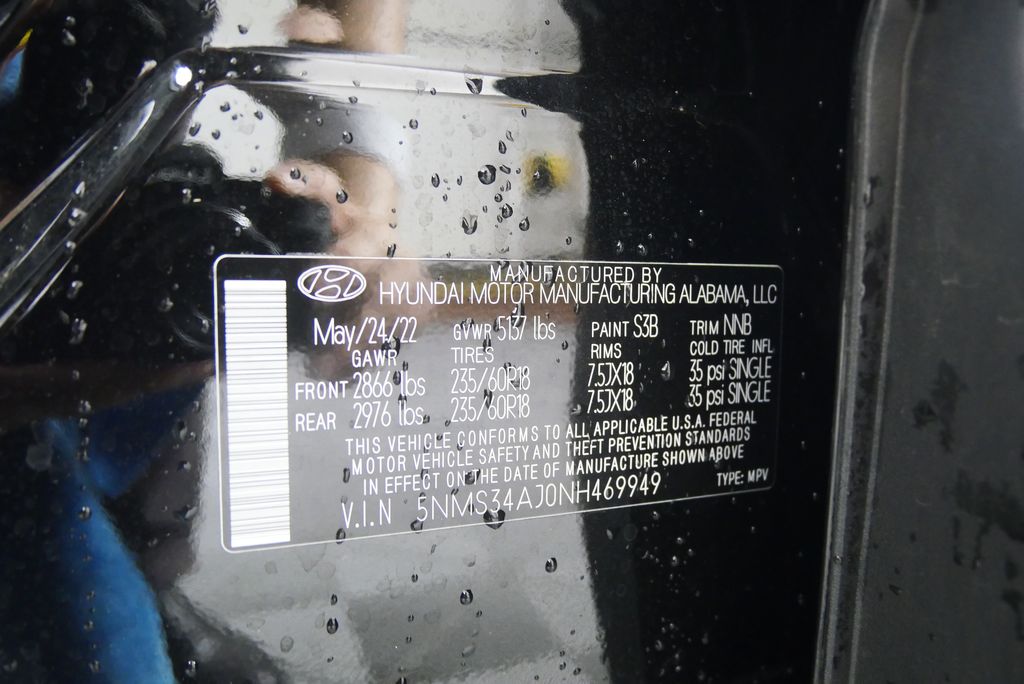 MANUFACTURED BY
HYUNDAI MOTOR MANUFACTURING ALABAMA, LLC
May/24/22 GVWR 5137 lbs PAINT S3B TRIM NNB
GAWR TIRES RIMS COLD TIRE INFL
FRONT 2866 lbs 235/60R18 7.5JX18 35 psi SINGLE
REAR 2976 lbs 235/60R18 7.5JX18 35 psi SINGLE
THIS VEHICLE CONFORMS TO ALL APPLICABLE U.S.A. FEDERAL
MOTOR VEHICLE SAFETY AND THEFT PREVENTION STANDARDS
IN EFFECT ON THE DATE OF MANUFACTURE SHOWN ABOVE
V.I.N 5NMS34AJ0NH469949 TYPE: MPV